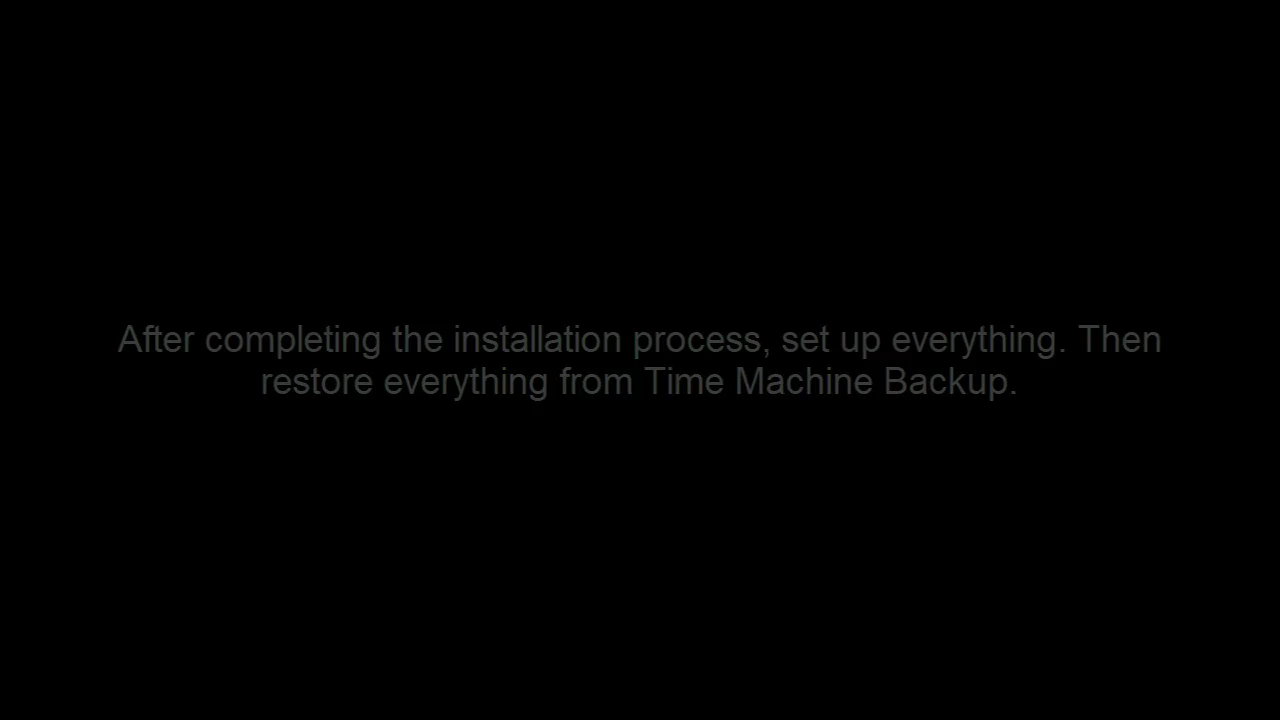 After completing the installation process, set up everything. Then
restore everything from Time Machine Backup.